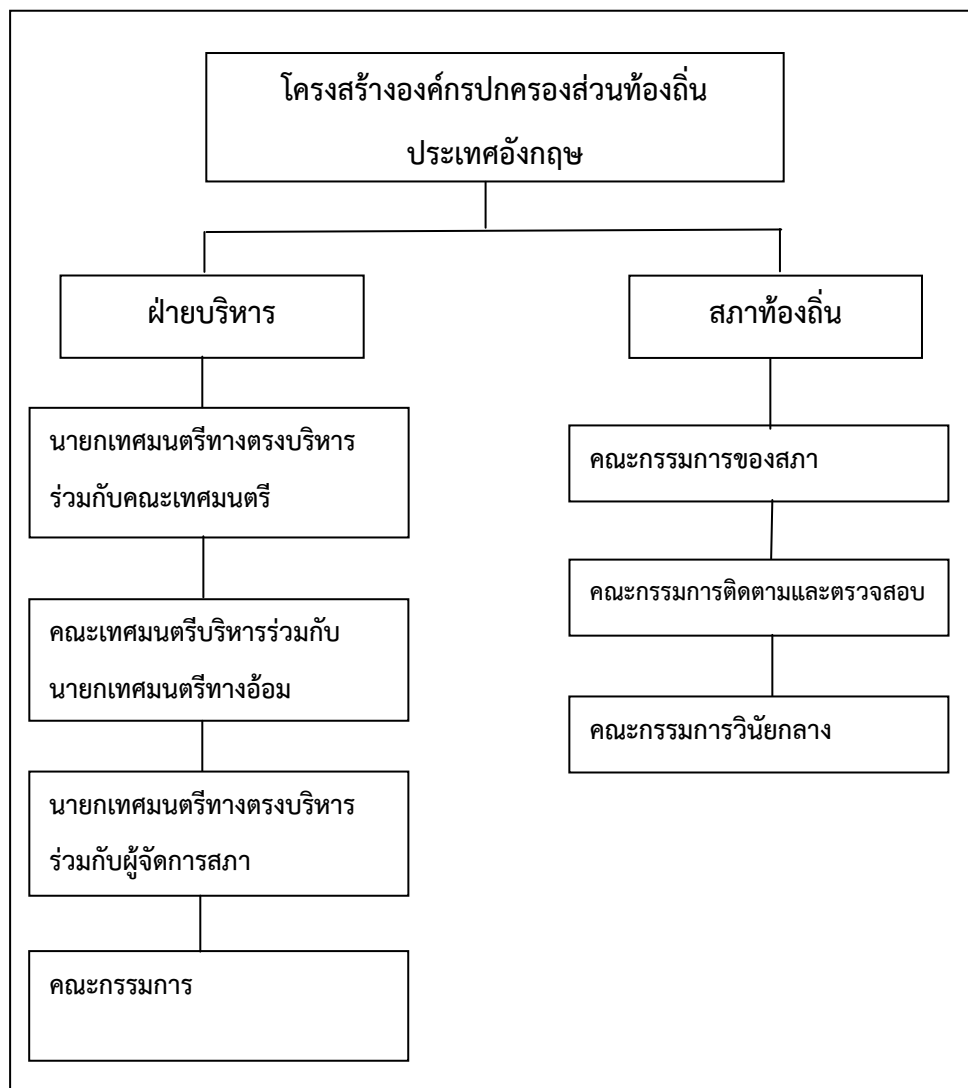 โครงสร้างองค์กรปกครองส่วนท้องถิ่น
ประเทศอังกฤษ
ฝ่ายบริหาร
นายกเทศมนตรีทางตรงบริหาร
ร่วมกับคณะเทศมนตรี
คณะเทศมนตรีบริหารร่วมกับ
นายกเทศมนตรีทางอ้อม
นายกเทศมนตรีทางตรงบริหาร
ร่วมกับผู้จัดการสภา
คณะกรรมการ
สภาท้องถิ่น
คณะกรรมการของสภา
คณะกรรมการติดตามและตรวจสอบ
คณะกรรมการวินัยกลาง